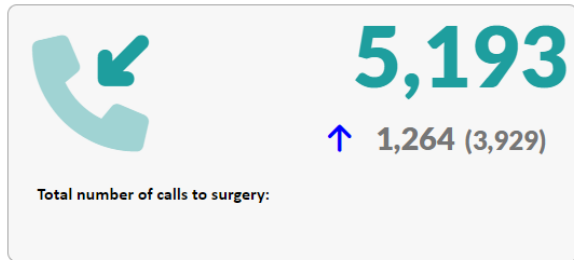 5,193
1,264 (3,929)
Total number of calls to surgery: